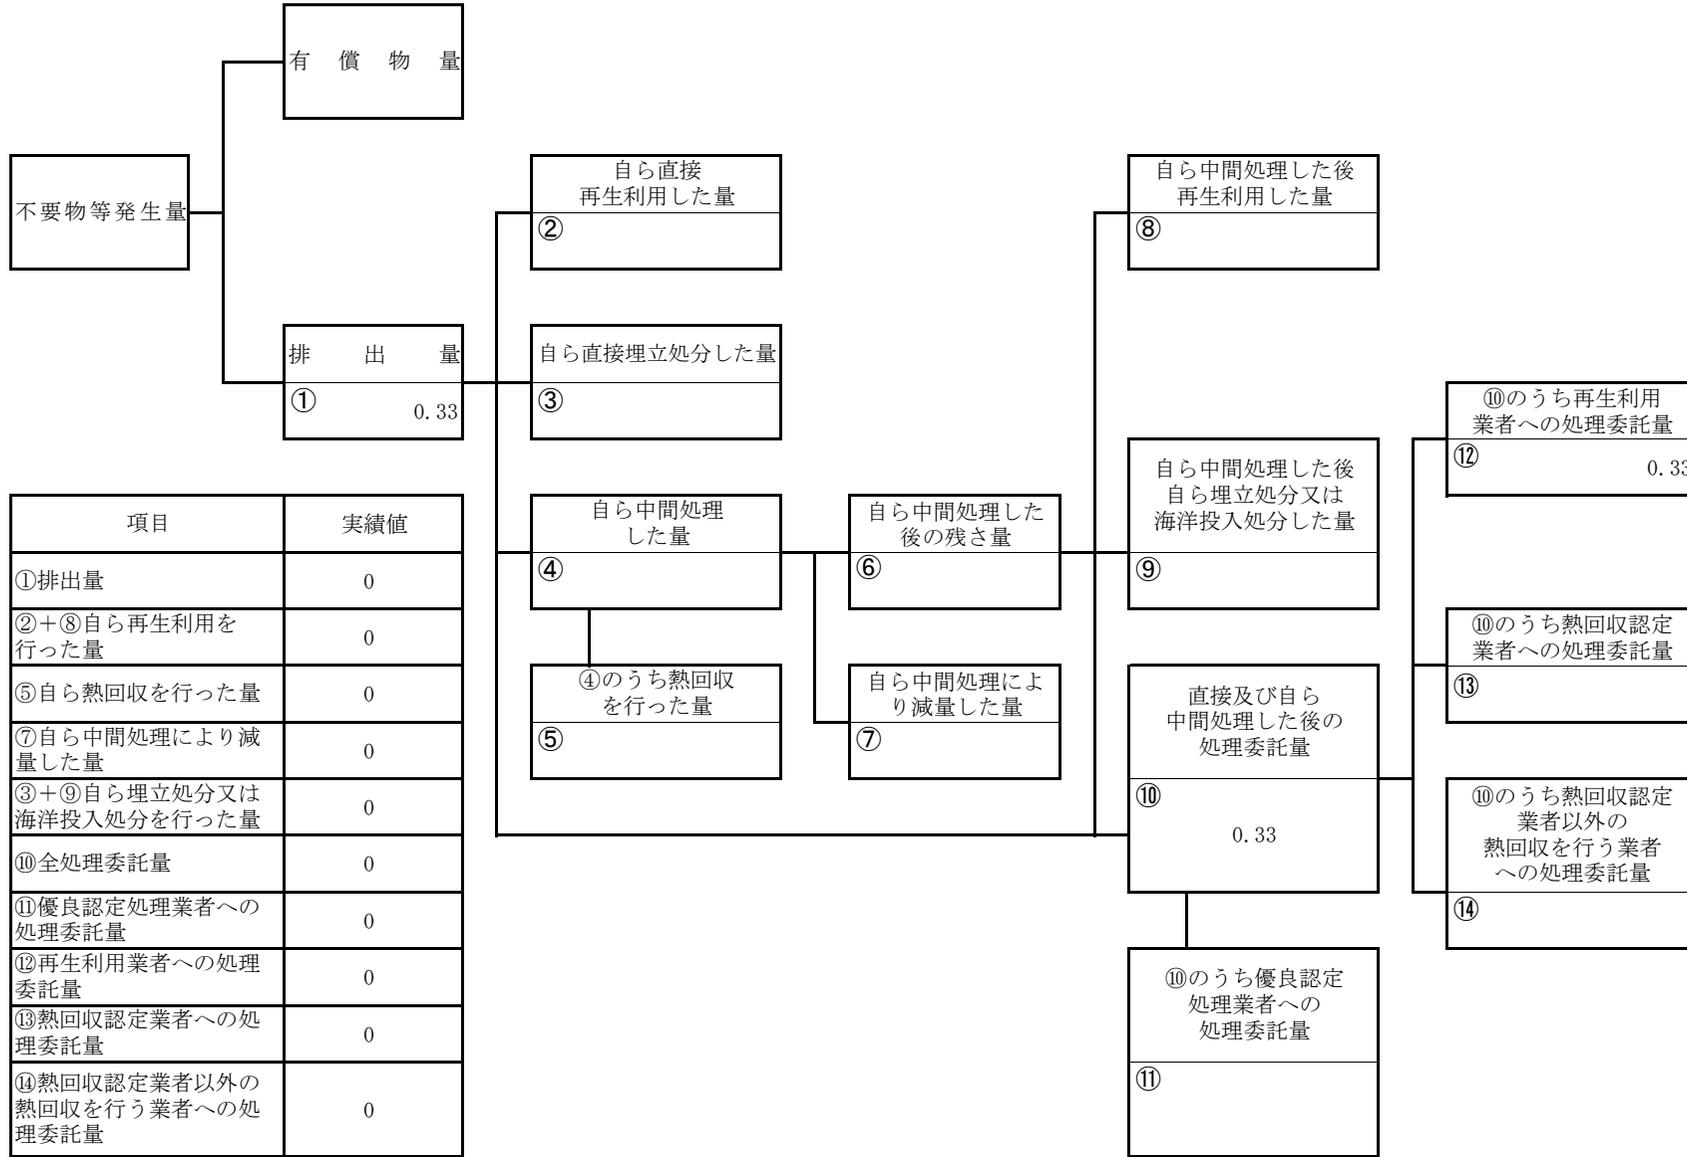 有償物量
不要物等発生量
自ら直接
再生利用した量
②
自ら中間処理した後
再生利用した量
⑧
排出量
①
0.33
自ら直接埋立処分した量
③
⑩のうち再生利用
業者への処理委託量
⑫
0.33
自ら中間処理した後
自ら埋立処分又は
海洋投入処分した量
⑨
自ら中間処理
した量
④
自ら中間処理した
後の残さ量
⑥
④のうち熱回収
を行った量
⑤
自ら中間処理によ
り減量した量
⑦
直接及び自ら
中間処理した後の
処理委託量
⑩
0.33
⑩のうち熱回収認定
業者への処理委託量
⑬
⑩のうち熱回収認定
業者以外の
熱回収を行う業者
への処理委託量
⑭
⑩のうち優良認定
処理業者への
処理委託量
⑪
項目 実績値
①排出量 0
②＋⑧自ら再生利用を
行った量 0
⑤自ら熱回収を行った量 0
⑦自ら中間処理により減
量した量 0
③＋⑨自ら埋立処分又は
海洋投入処分を行った量 0
⑩全処理委託量 0
⑪優良認定処理業者への
処理委託量 0
⑫再生利用業者への処理
委託量 0
⑬熱回収認定業者への処
理委託量 0
⑭熱回収認定業者以外の
熱回収を行う業者への処
理委託量 0